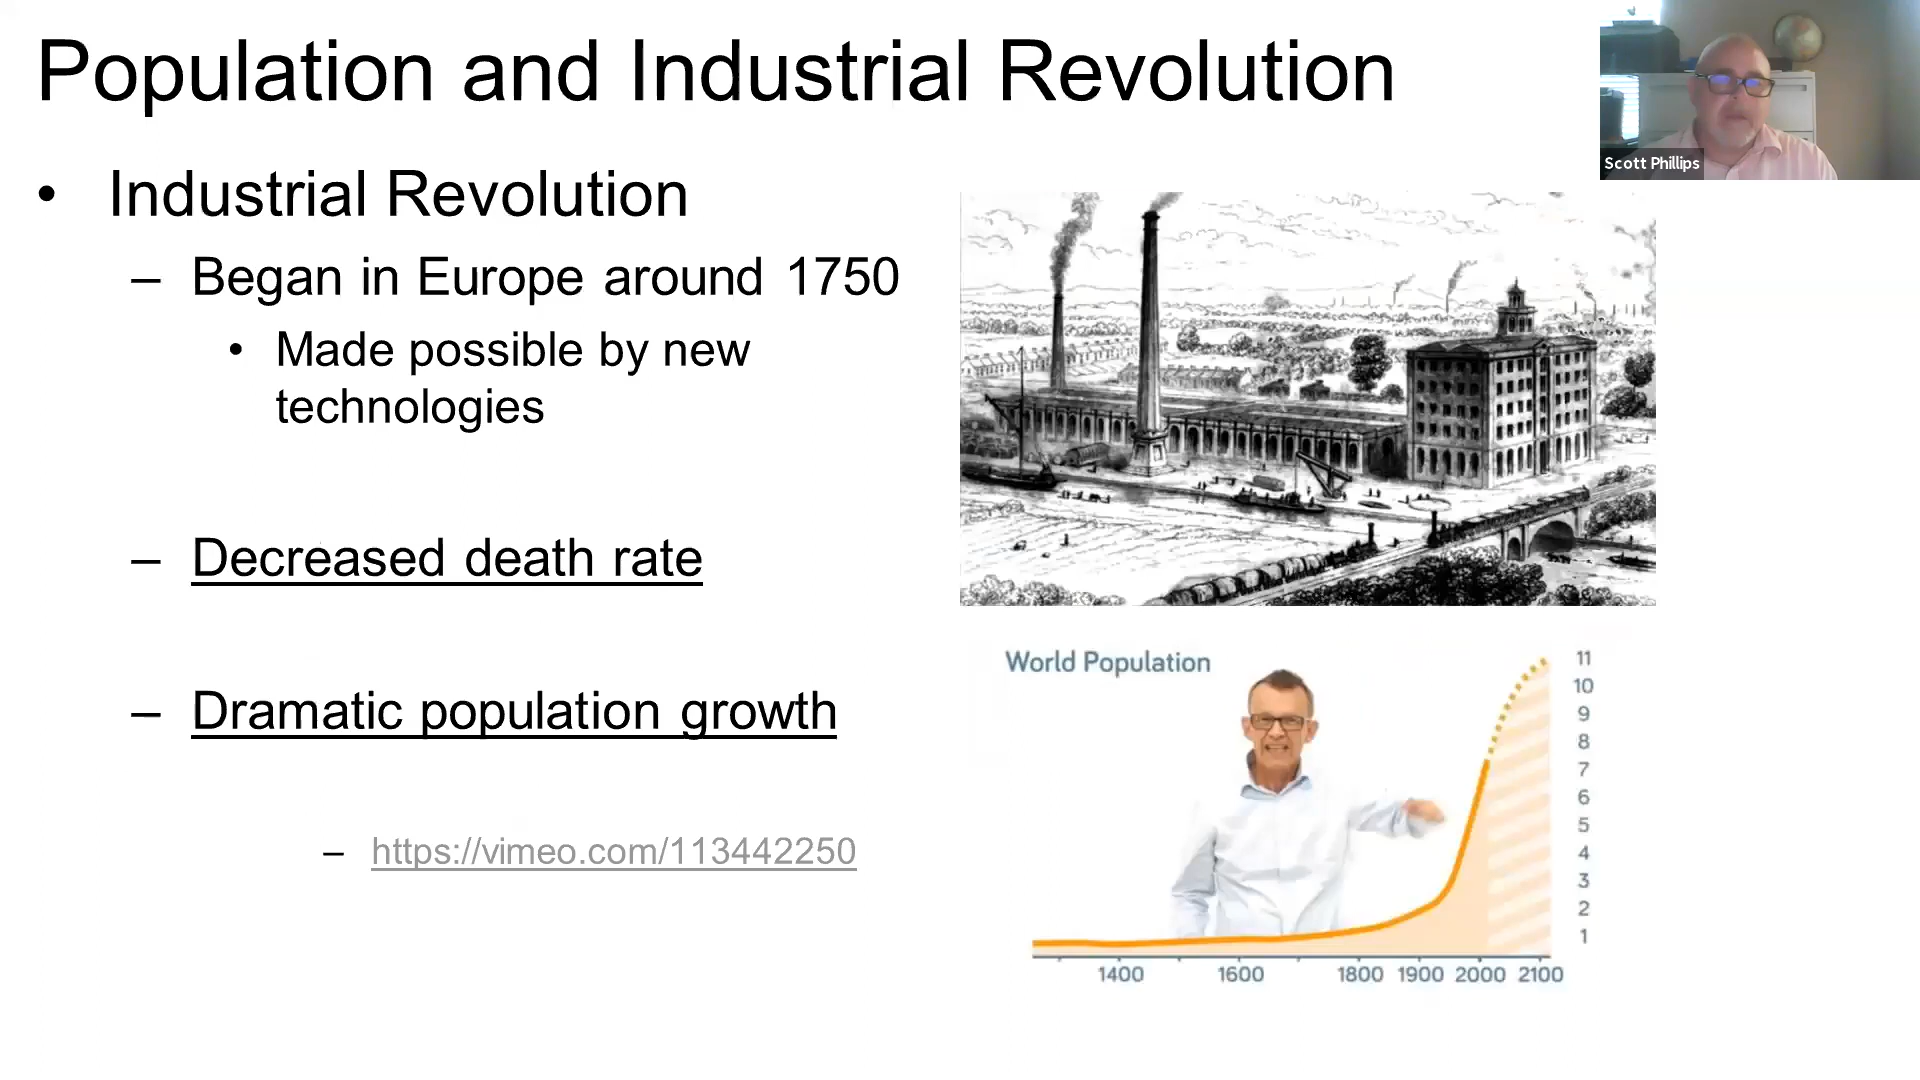 Population and Industrial Revolution
Scott Phillips
• Industrial Revolution
– Began in Europe around 1750
• Made possible by new
technologies
– Decreased death rate
– Dramatic population growth
– https://vimeo.com/113442250
World Population
11
10
9
8
7
6
5
4
3
2
1
1400 1600 1800 1900 2000 2100